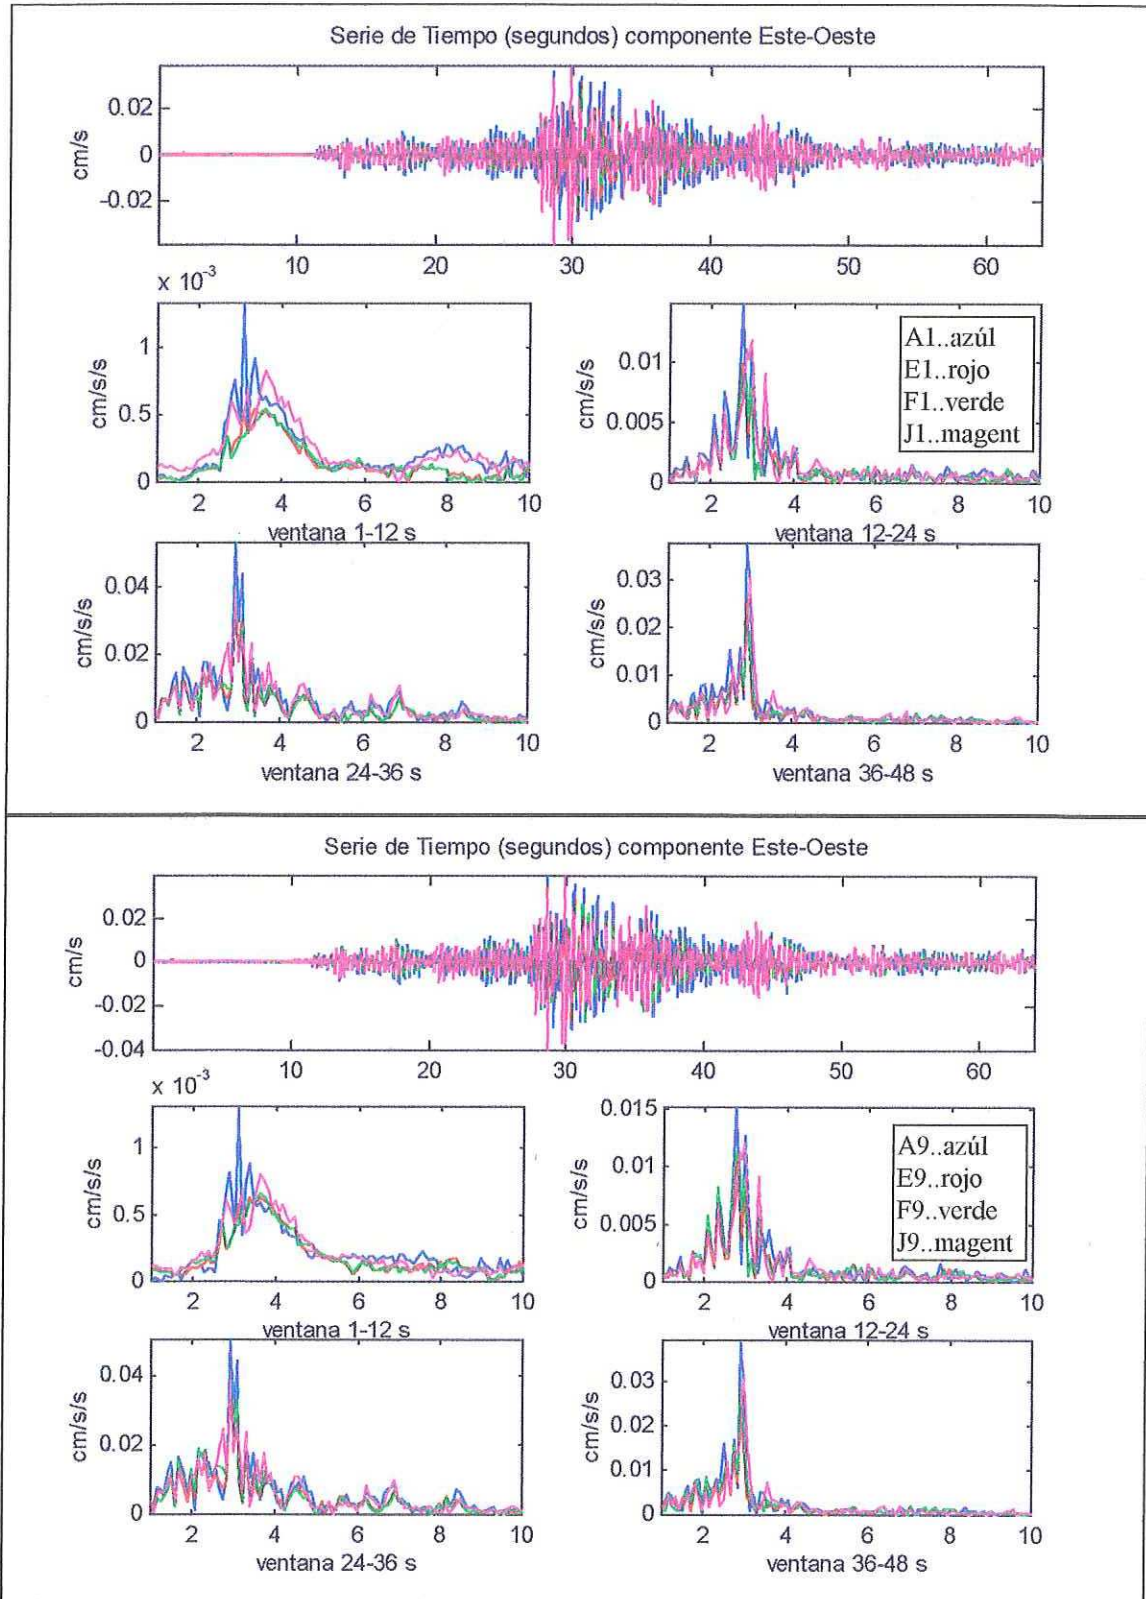 Serie de Tiempo (segundos) componente Este-Oeste
cm/s
0.02
0
-0.02
10 20 30 40 50 60
x 10-3
cm/s/s
1
0.5
0
2 4 6 8 10
ventana 1-12 s
cm/s/s
0.01
0.005
0
2 4 6 8 10
ventana 12-24 s
A1..azúl
E1..rojo
F1..verde
J1..magent
cm/s/s
0.04
0.02
0
2 4 6 8 10
ventana 24-36 s
cm/s/s
0.03
0.02
0.01
0
2 4 6 8 10
ventana 36-48 s
Serie de Tiempo (segundos) componente Este-Oeste
cm/s
0.02
0
-0.02
-0.04
10 20 30 40 50 60
x 10-3
cm/s/s
1
0.5
0
2 4 6 8 10
ventana 1-12 s
cm/s/s
0.015
0.01
0.005
0
2 4 6 8 10
ventana 12-24 s
A9..azúl
E9..rojo
F9..verde
J9..magent
cm/s/s
0.04
0.02
0
2 4 6 8 10
ventana 24-36 s
cm/s/s
0.03
0.02
0.01
0
2 4 6 8 10
ventana 36-48 s